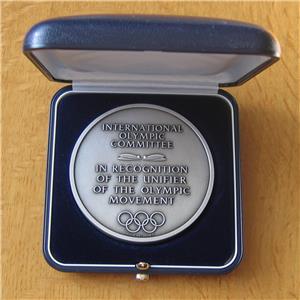 INTERNATIONAL
OLYMPIC
COMMITTEE
IN RECOGNITION
OF THE UNIFIER
OF THE OLYMPIC
MOVEMENT